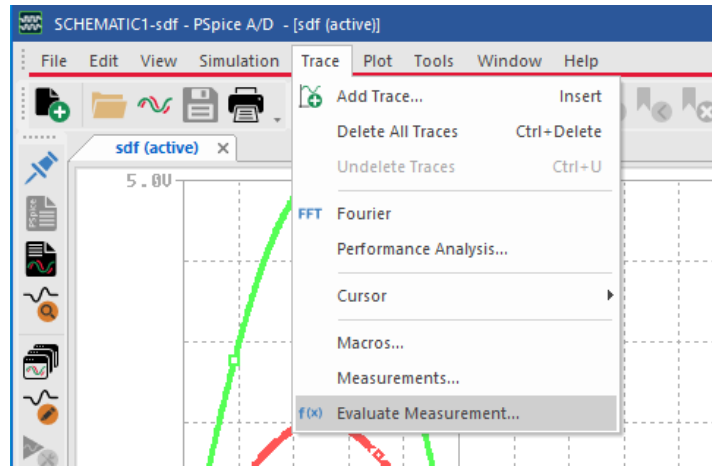 SCHEMATIC1-sdf - PSpice A/D - [sdf (active)]
File Edit View Simulation Trace Plot Tools Window Help
sdf (active) ×
5.0V
PSpice
Add Trace... Insert
Delete All Traces Ctrl+Delete
Undelete Traces Ctrl+U
FFT Fourier
Performance Analysis...
Cursor
Macros...
Measurements...
f(x) Evaluate Measurement...